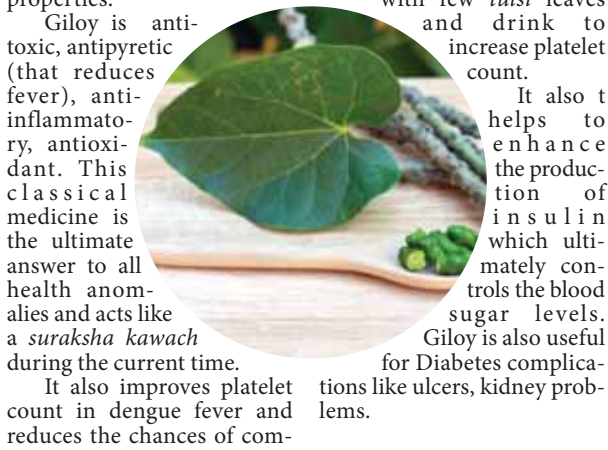 properties.
Giloy is anti-
toxic, antipyretic
(that reduces
fever), anti-
inflammato-
ry, antioxi-
dant. This
classical
medicine is
the ultimate
answer to all
health anom-
alies and acts like
a suraksha kawach
during the current time.
It also improves platelet
count in dengue fever and
reduces the chances of com-
with few tulsi leaves
and drink to
increase platelet
count.
It also t
helps to
enhance
the produc-
tion of
insulin
which ulti-
mately con-
trols the blood
sugar levels.
Giloy is also useful
for Diabetes complica-
tions like ulcers, kidney prob-
lems.